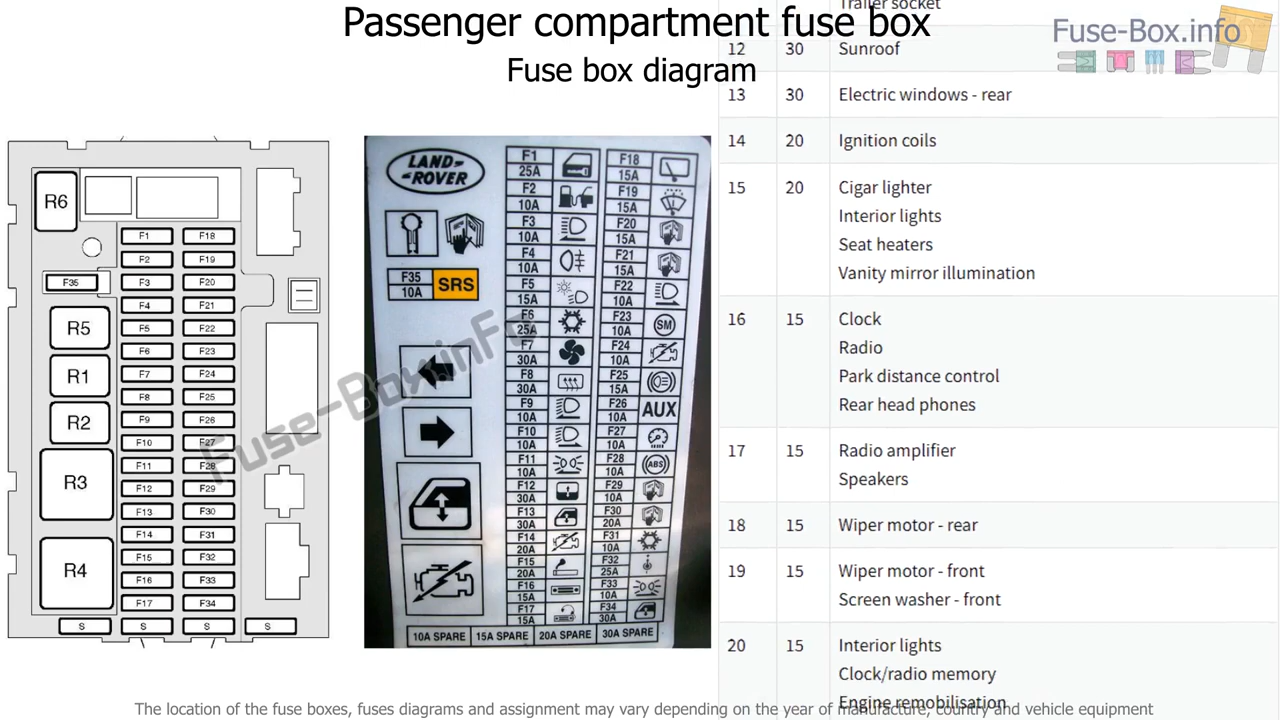 Passenger compartment fuse box
Fuse box diagram
Fuse-Box.info
R6
F35
R5
R1
R2
R3
R4
F1 F18
F2 F19
F3 F20
F4 F21
F5 F22
F6 F23
F7 F24
F8 F25
F9 F26
F10 F27
F11 F28
F12 F29
F13 F30
F14 F31
F15 F32
F16 F33
F17 F34
S S S S
LAND-
-ROVER
F35
10A
SRS
F1
25A
F2
10A
F3
10A
F4
10A
F5
15A
F6
25A
F7
30A
F8
30A
F9
10A
F10
10A
F11
10A
F12
30A
F13
30A
F14
20A
F15
20A
F16
15A
F17
15A
F18
15A
F19
15A
F20
15A
F21
15A
F22
10A
F23
10A
SM
F24
10A
F25
15A
F26
10A
AUX
F27
10A
F28
10A
ABS
F29
10A
F30
20A
F31
10A
F32
25A
F33
10A
F34
30A
10A SPARE 15A SPARE 20A SPARE 30A SPARE
Fuse-Box.inFo
Trailer socket
12 30 Sunroof
13 30 Electric windows - rear
14 20 Ignition coils
15 20 Cigar lighter
Interior lights
Seat heaters
Vanity mirror illumination
16 15 Clock
Radio
Park distance control
Rear head phones
17 15 Radio amplifier
Speakers
18 15 Wiper motor - rear
19 15 Wiper motor - front
Screen washer - front
20 15 Interior lights
Clock/radio memory
Engine remobilisation
The location of the fuse boxes, fuses diagrams and assignment may vary depending on the year of manufacture, country and vehicle equipment